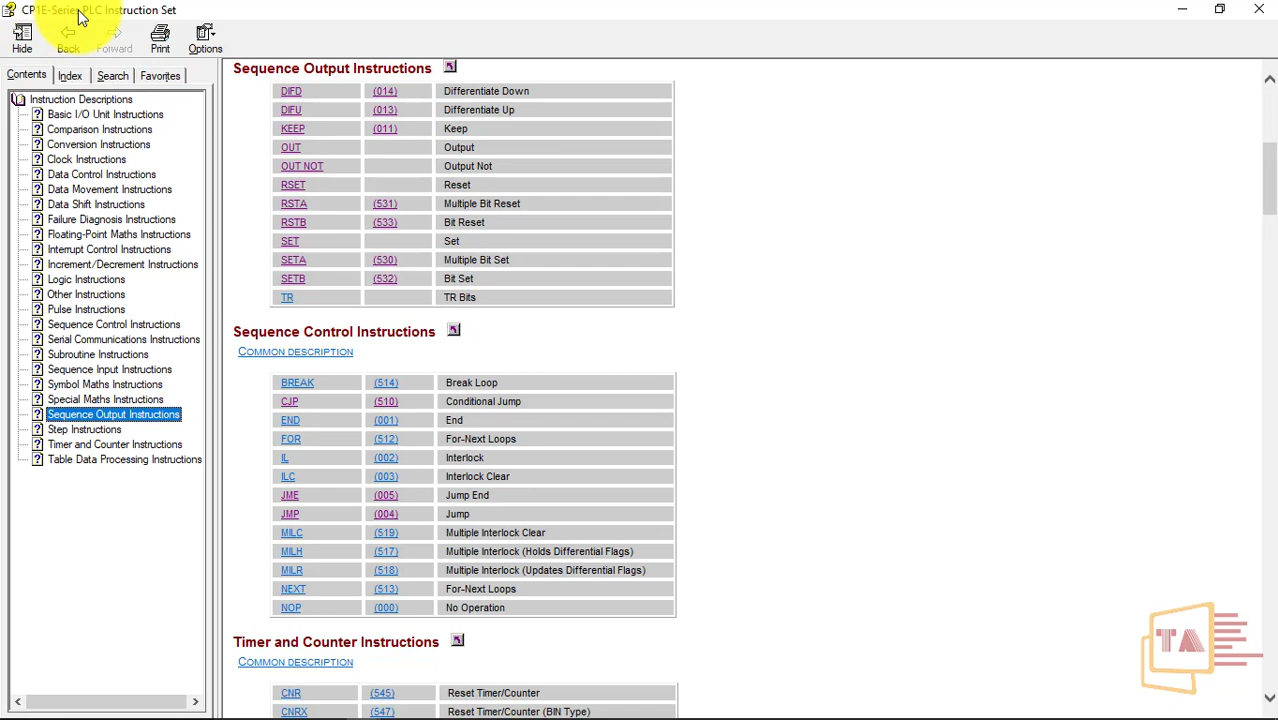 CP1E-Series PLC Instruction Set
Hide Back Forward Print Options
Contents Index Search Favorites
Instruction Descriptions
Basic I/O Unit Instructions
Comparison Instructions
Conversion Instructions
Clock Instructions
Data Control Instructions
Data Movement Instructions
Data Shift Instructions
Failure Diagnosis Instructions
Floating-Point Maths Instructions
Interrupt Control Instructions
Increment/Decrement Instructions
Logic Instructions
Other Instructions
Pulse Instructions
Sequence Control Instructions
Serial Communications Instructions
Subroutine Instructions
Sequence Input Instructions
Symbol Maths Instructions
Special Maths Instructions
Sequence Output Instructions
Step Instructions
Timer and Counter Instructions
Table Data Processing Instructions
Sequence Output Instructions
DIFD (014) Differentiate Down
DIFU (013) Differentiate Up
KEEP (011) Keep
OUT Output
OUT NOT Output Not
RSET Reset
RSTA (531) Multiple Bit Reset
RSTB (533) Bit Reset
SET Set
SETA (530) Multiple Bit Set
SETB (532) Bit Set
TR TR Bits
Sequence Control Instructions
COMMON DESCRIPTION
BREAK (514) Break Loop
CJP (510) Conditional Jump
END (001) End
FOR (512) For-Next Loops
IL (002) Interlock
ILC (003) Interlock Clear
JME (005) Jump End
JMP (004) Jump
MILC (519) Multiple Interlock Clear
MILH (517) Multiple Interlock (Holds Differential Flags)
MILR (518) Multiple Interlock (Updates Differential Flags)
NEXT (513) For-Next Loops
NOP (000) No Operation
Timer and Counter Instructions
COMMON DESCRIPTION
CNR (545) Reset Timer/Counter
CNRX (547) Reset Timer/Counter (BIN Type)
TA